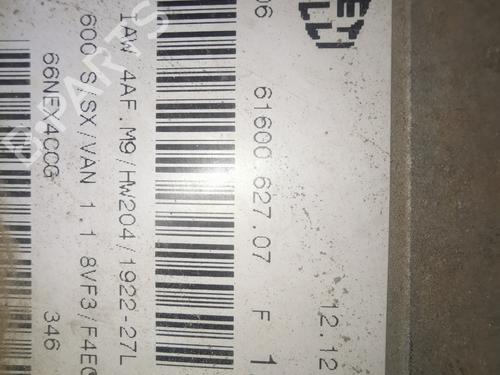 06
12.12
61600.627.07 F 1
IAW 4AF.M9/HW204/1922-27L
600 S,SX/VAN 1.1 8VF3/F4EC
66NEX4CCG 346